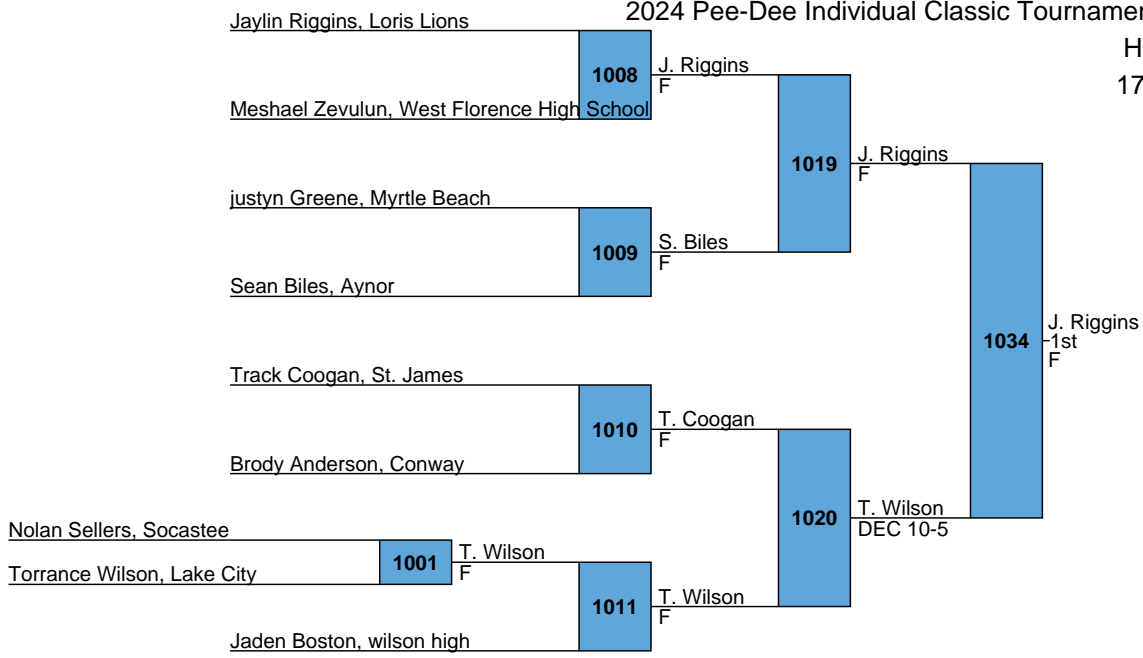 2024 Pee-Dee Individual Classic
H
17
Jaylin Riggins, Loris Lions
1008
J. Riggins
F
Meshael Zevulun, West Florence High School
1019
J. Riggins
F
justyn Greene, Myrtle Beach
1009
S. Biles
F
Sean Biles, Aynor
1034
J. Riggins
1st
F
Track Coogan, St. James
1010
T. Coogan
F
Brody Anderson, Conway
1020
T. Wilson
DEC 10-5
Nolan Sellers, Socastee
1001
T. Wilson
F
Torrance Wilson, Lake City
1011
T. Wilson
F
Jaden Boston, wilson high